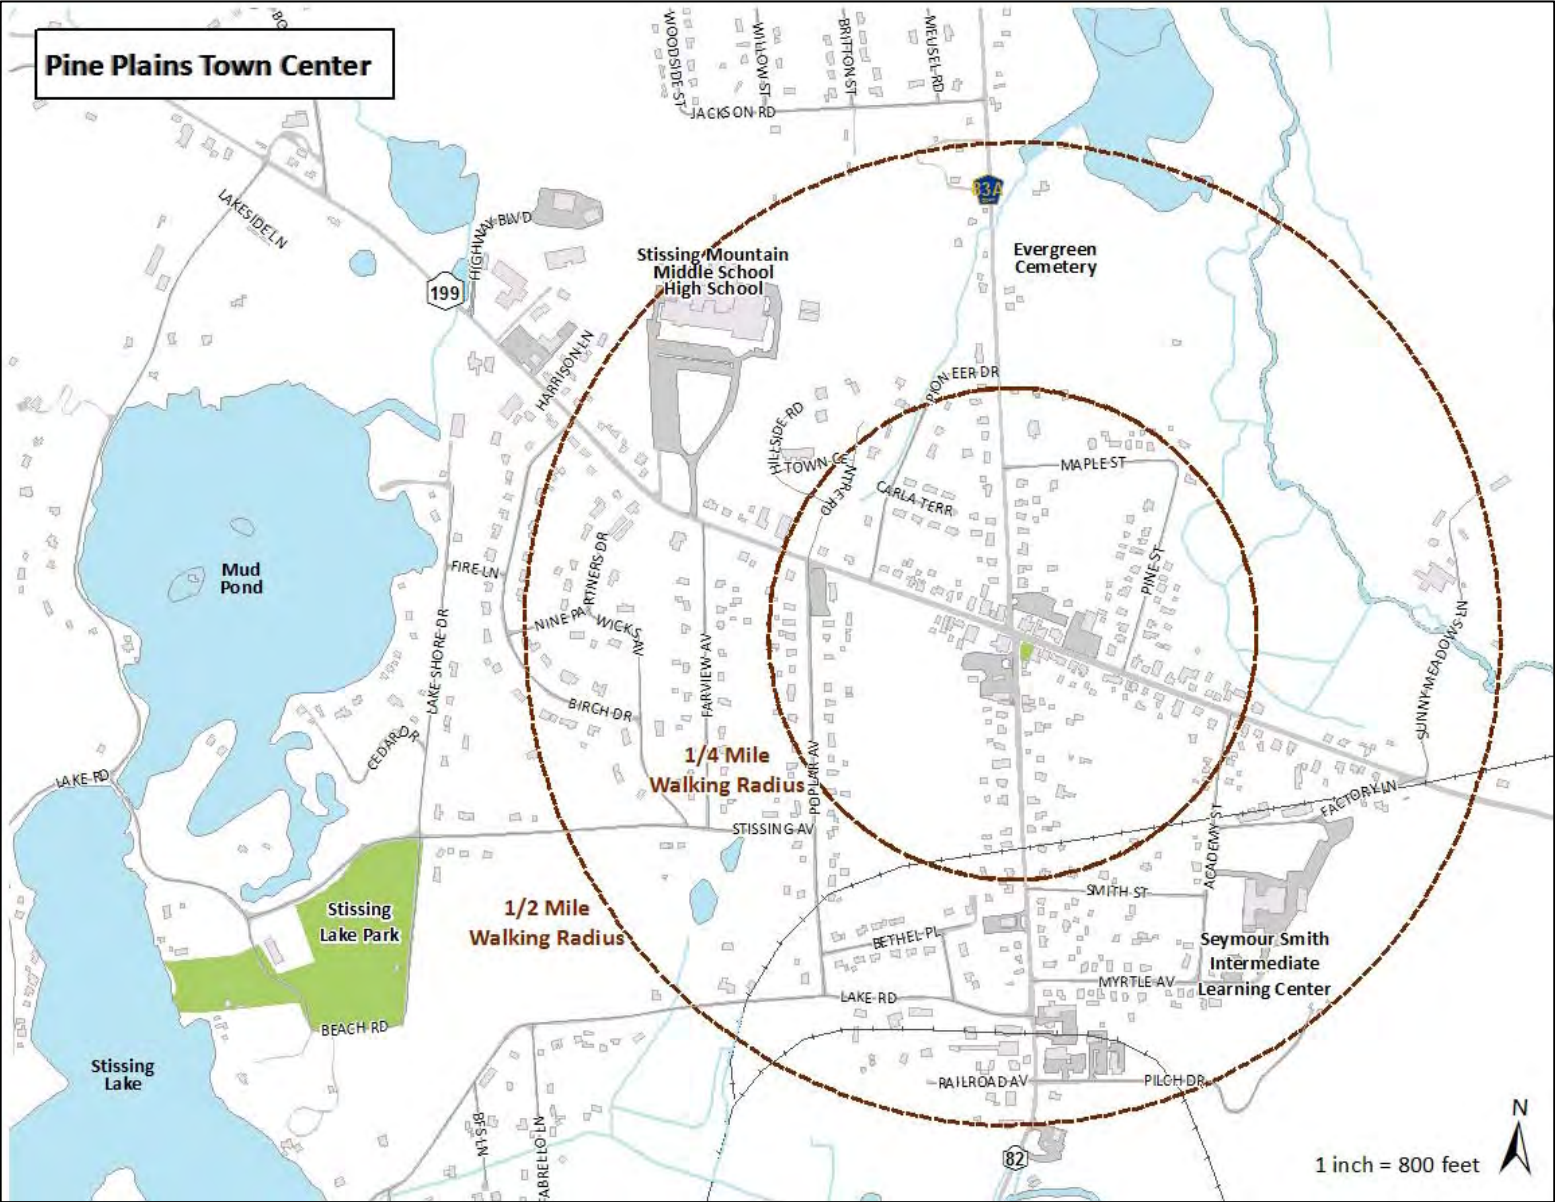 Pine Plains Town Center
WOODSIDE ST
WILLOW ST
BRITTON ST
MEUSEL RD
JACKSON RD
83A
LAKESIDE LN
HIGHWAY BLVD
199
Stissing Mountain
Middle School
High School
Evergreen
Cemetery
HARRISON LN
PIONEER DR
HILLSIDE RD
TOWN CENTRE RD
CARLA TERR
MAPLE ST
PINE ST
Mud
Pond
FIRE LN
NINE PARTNERS DR
WICKS AV
LAKE SHORE DR
FARVIEW AV
BIRCH DR
SUNNY MEADOWS LN
CEDAR DR
1/4 Mile
Walking Radius
POPLAR AV
LAKE RD
FACTORY LN
STISSING AV
ACADEMY ST
SMITH ST
Stissing
Lake Park
1/2 Mile
Walking Radius
BETHEL PL
Seymour Smith
Intermediate
Learning Center
MYRTLE AV
LAKE RD
BEACH RD
Stissing
Lake
RAILROAD AV
PILCH DR
BFS LN
FABRELLO LN
82
N
1 inch = 800 feet